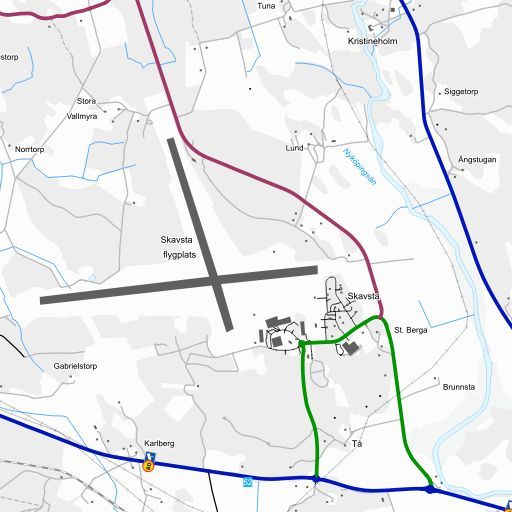 Tuna
Kristineholm
storp
Siggetorp
Stora
Vallmyra
Lund
Norrtorp
Ängstugan
Nyköpingsån
Skavsta
flygplats
Skavsta
St. Berga
Gabrielstorp
Brunnsta
Karlberg
Tå
52